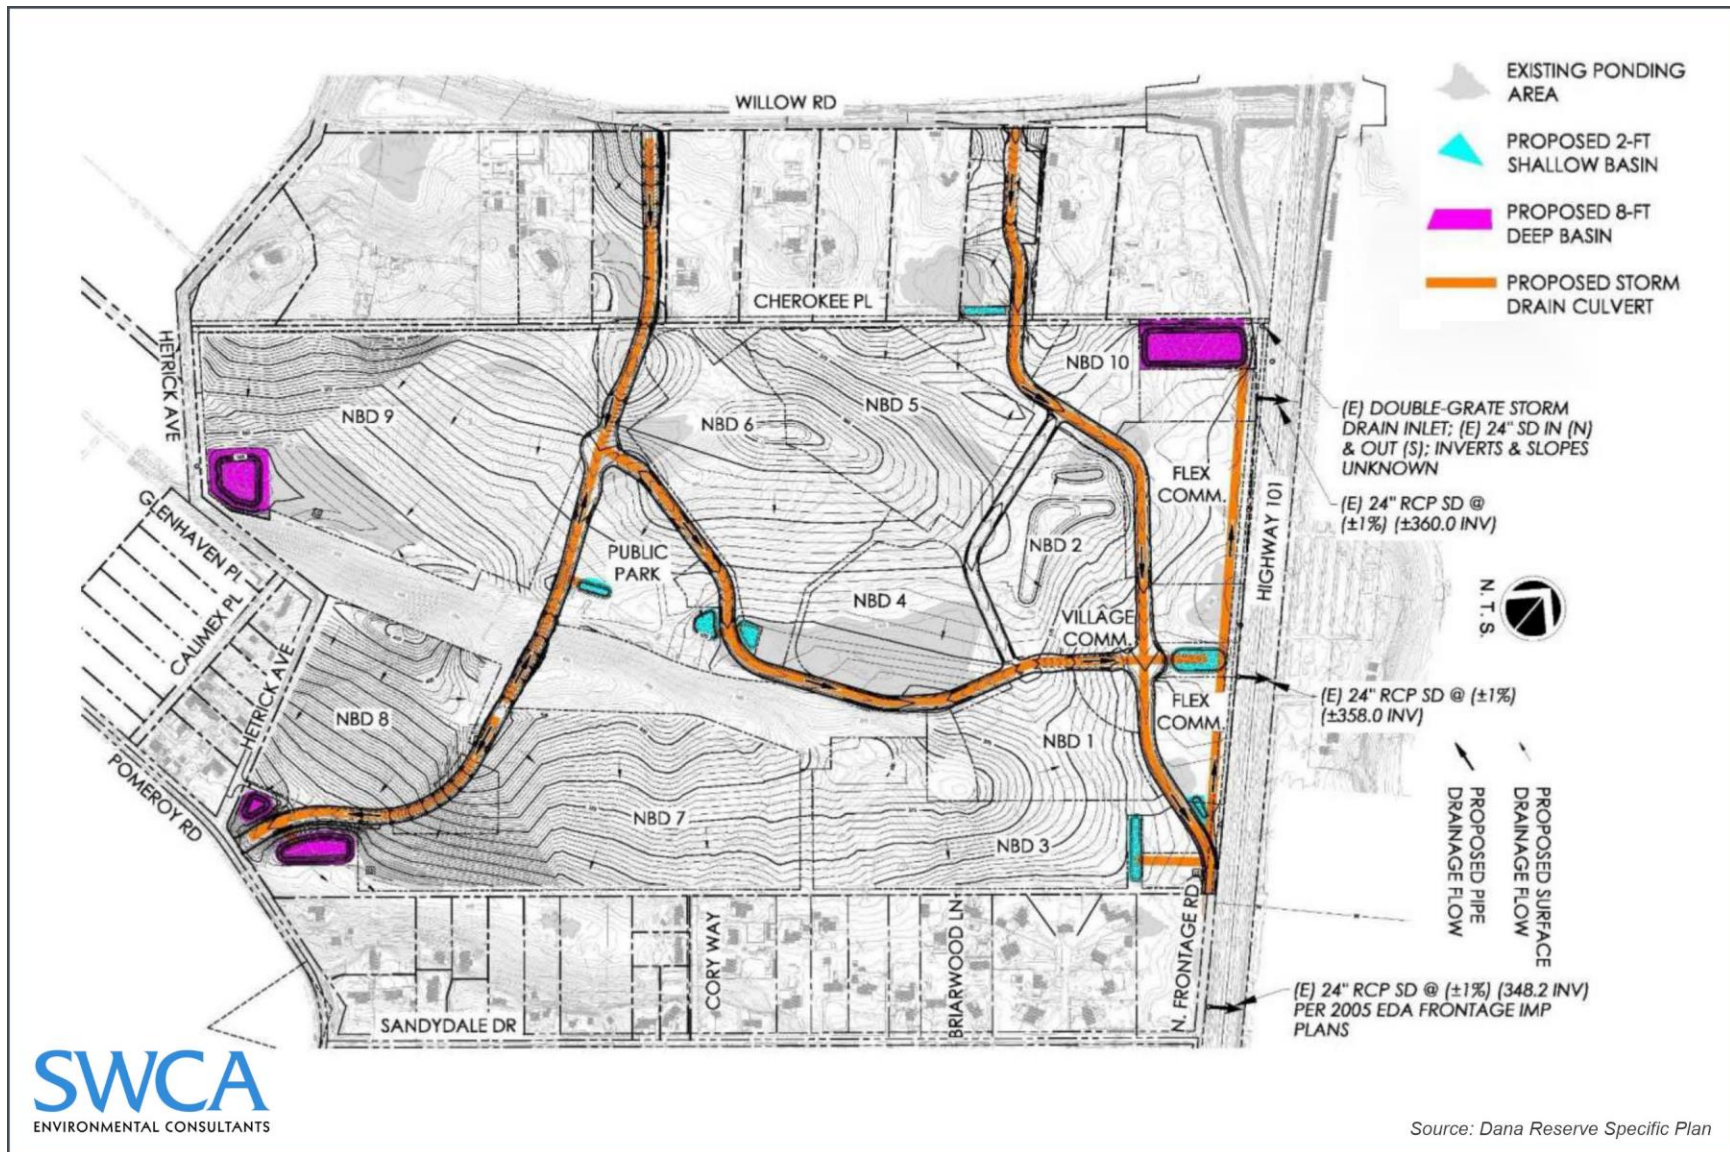 WILLOW RD
EXISTING PONDING
AREA
PROPOSED 2-FT
SHALLOW BASIN
PROPOSED 8-FT
DEEP BASIN
PROPOSED STORM
DRAIN CULVERT
CHEROKEE PL
HETRICK AVE
NBD 9
NBD 6
NBD 5
NBD 10
(E) DOUBLE-GRATE STORM
DRAIN INLET; (E) 24" SD IN (N)
& OUT (S); INVERTS & SLOPES
UNKNOWN
FLEX
COMM.
(E) 24" RCP SD @
(±1%) (±360.0 INV)
HIGHWAY 101
GLENHAVEN PL
CALIMEX PL
HETRICK AVE
POMEROY RD
PUBLIC
PARK
NBD 2
NBD 4
VILLAGE
COMM.
N. T. S.
NBD 8
FLEX
COMM.
(E) 24" RCP SD @ (±1%)
(±358.0 INV)
NBD 1
NBD 7
NBD 3
PROPOSED PIPE
DRAINAGE FLOW
PROPOSED SURFACE
DRAINAGE FLOW
CORY WAY
BRIARWOOD LN
N. FRONTAGE RD
SANDYDALE DR
(E) 24" RCP SD @ (±1%) (348.2 INV)
PER 2005 EDA FRONTAGE IMP
PLANS
SWCA
ENVIRONMENTAL CONSULTANTS
Source: Dana Reserve Specific Plan